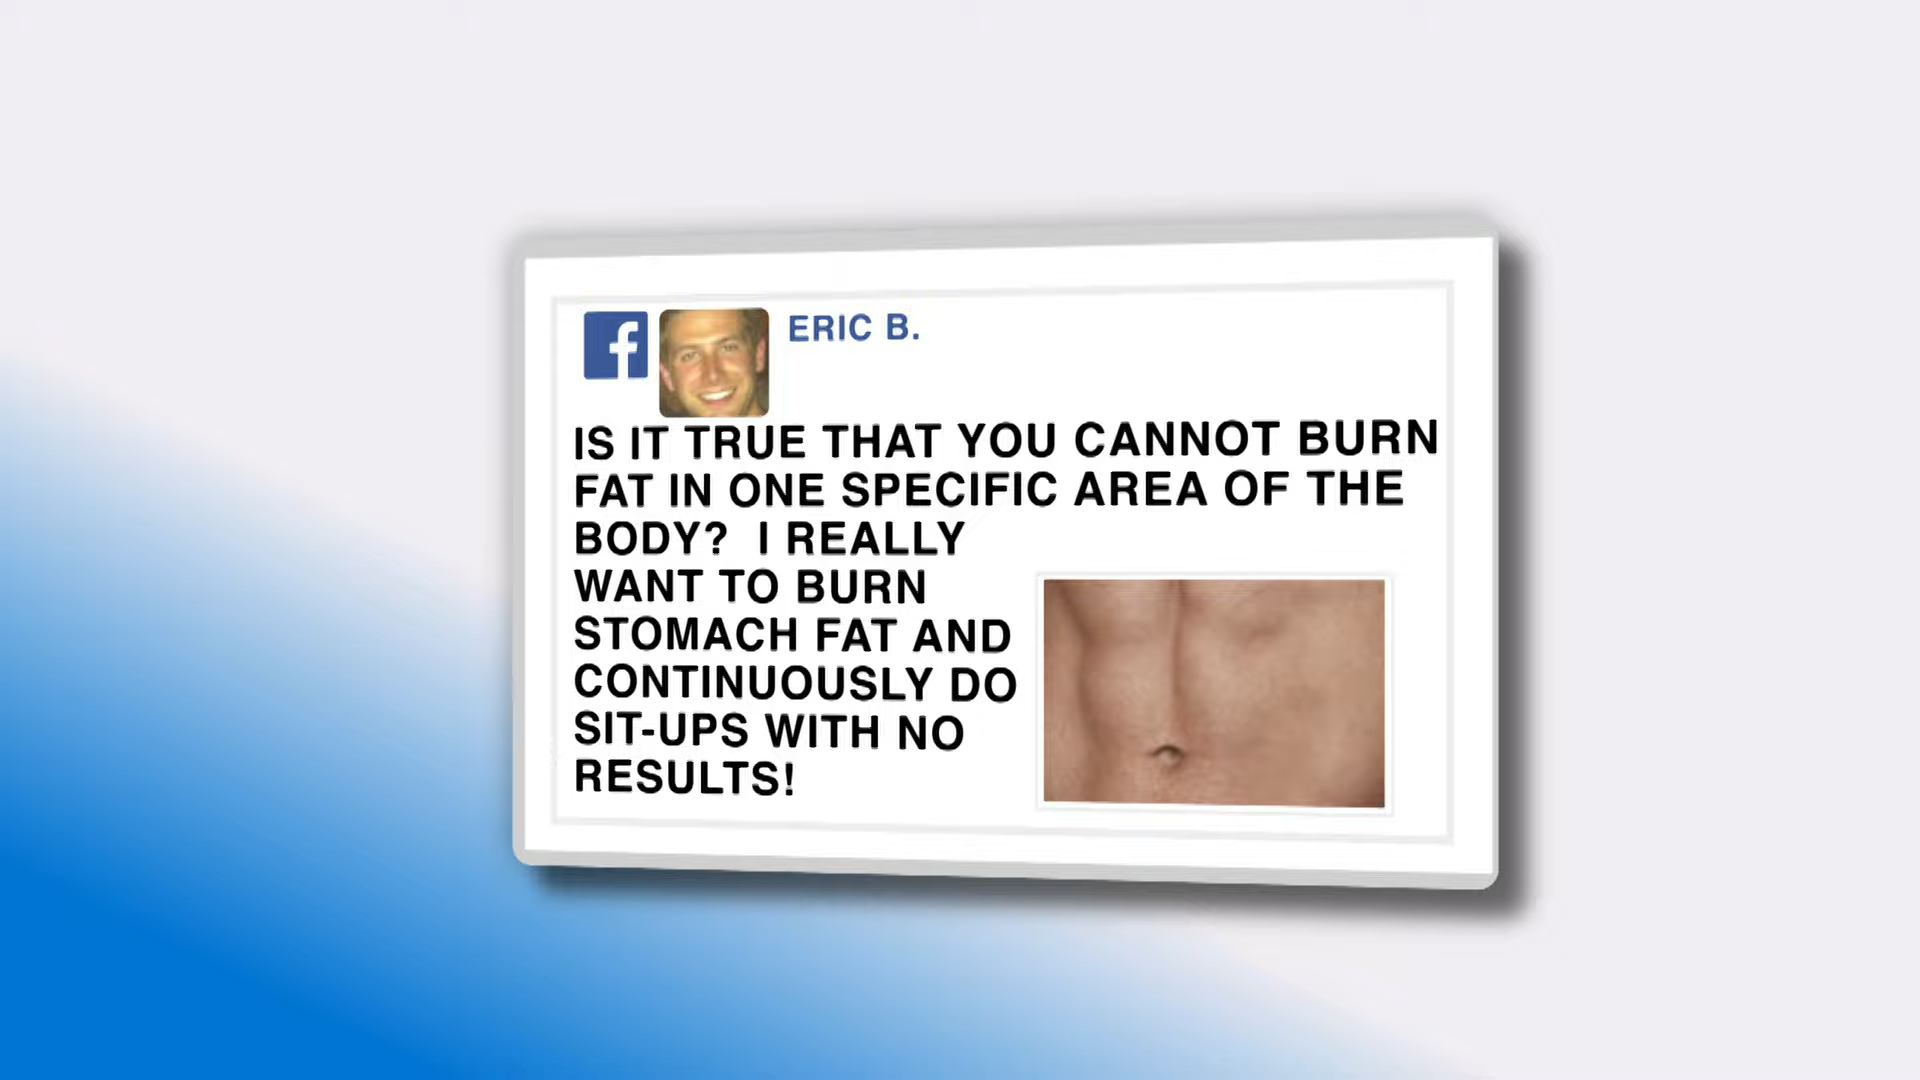 ERIC B.
IS IT TRUE THAT YOU CANNOT BURN
FAT IN ONE SPECIFIC AREA OF THE
BODY?  I REALLY
WANT TO BURN
STOMACH FAT AND
CONTINUOUSLY DO
SIT-UPS WITH NO
RESULTS!